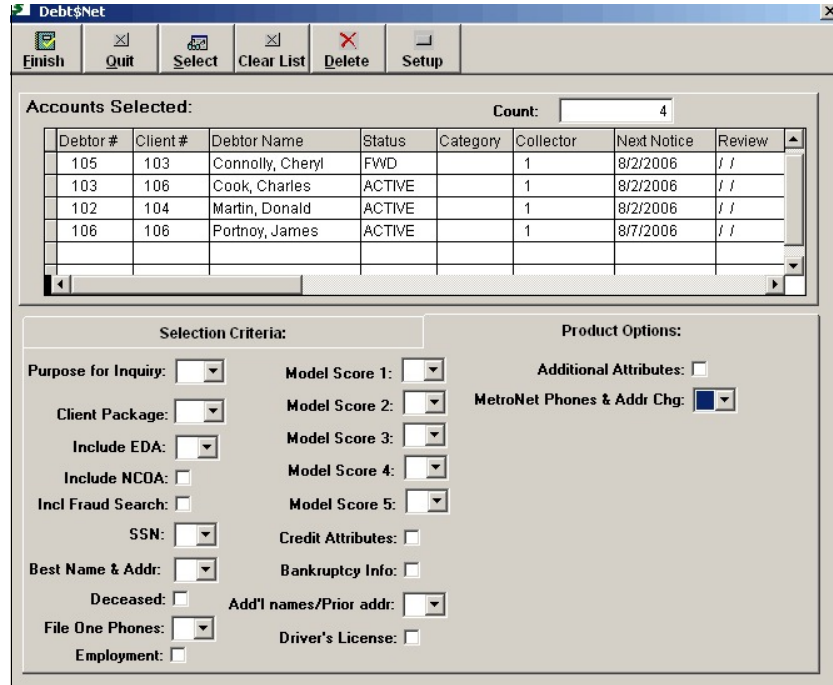 Debt$Net
Finish Quit Select Clear List Delete Setup
Accounts Selected: Count: 4
Debtor # Client # Debtor Name Status Category Collector Next Notice Review
105 103 Connolly, Cheryl FWD 1 8/2/2006 / /
103 106 Cook, Charles ACTIVE 1 8/2/2006 / /
102 104 Martin, Donald ACTIVE 1 8/2/2006 / /
106 106 Portnoy, James ACTIVE 1 8/7/2006 / /
Selection Criteria: Product Options:
Purpose for Inquiry: Model Score 1: Additional Attributes:
Client Package: Model Score 2: MetroNet Phones & Addr Chg:
Include EDA: Model Score 3:
Include NCOA: Model Score 4:
Incl Fraud Search: Model Score 5:
SSN: Credit Attributes:
Best Name & Addr: Bankruptcy Info:
Deceased: Add'l names/Prior addr:
File One Phones: Driver's License:
Employment: